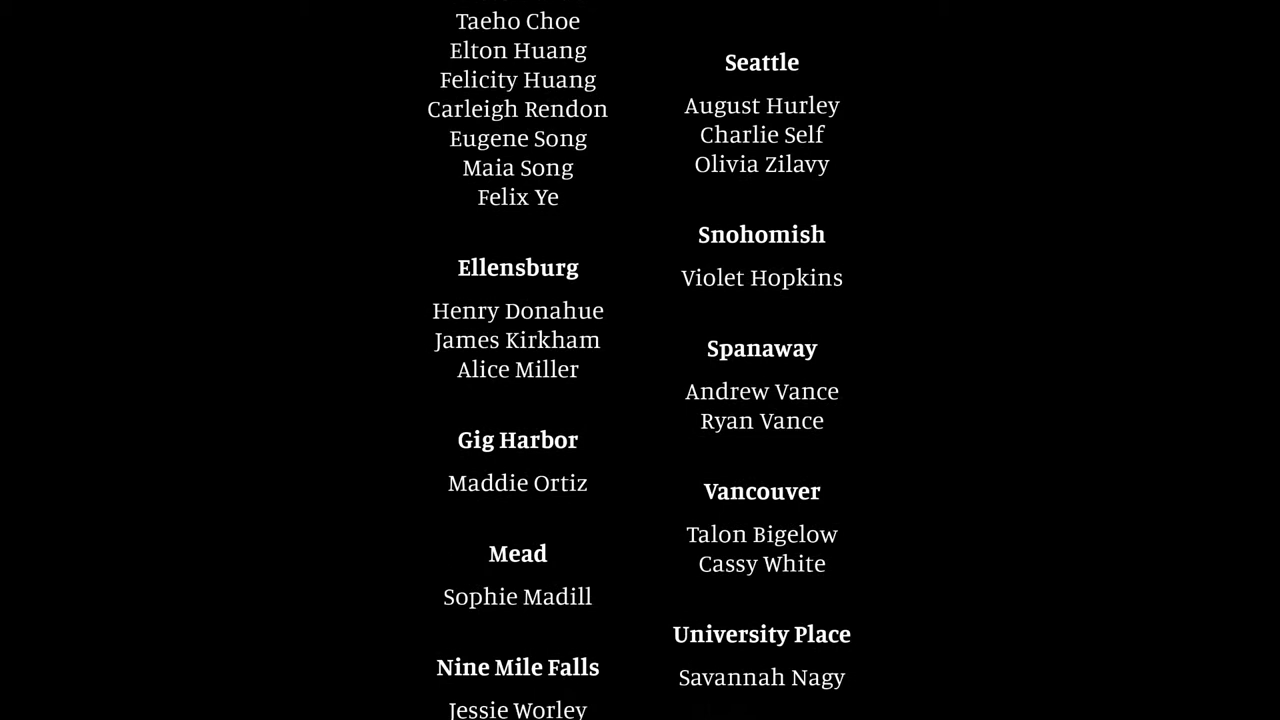 Taeho Choe
Elton Huang
Felicity Huang
Carleigh Rendon
Eugene Song
Maia Song
Felix Ye
Ellensburg
Henry Donahue
James Kirkham
Alice Miller
Gig Harbor
Maddie Ortiz
Mead
Sophie Madill
Nine Mile Falls
Jessie Worley
Seattle
August Hurley
Charlie Self
Olivia Zilavy
Snohomish
Violet Hopkins
Spanaway
Andrew Vance
Ryan Vance
Vancouver
Talon Bigelow
Cassy White
University Place
Savannah Nagy